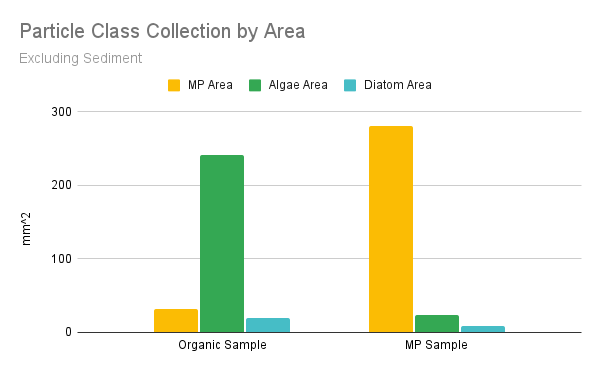 Particle Class Collection by Area
Excluding Sediment
MP Area Algae Area Diatom Area
300
200
100
0
mm^2
Organic Sample MP Sample